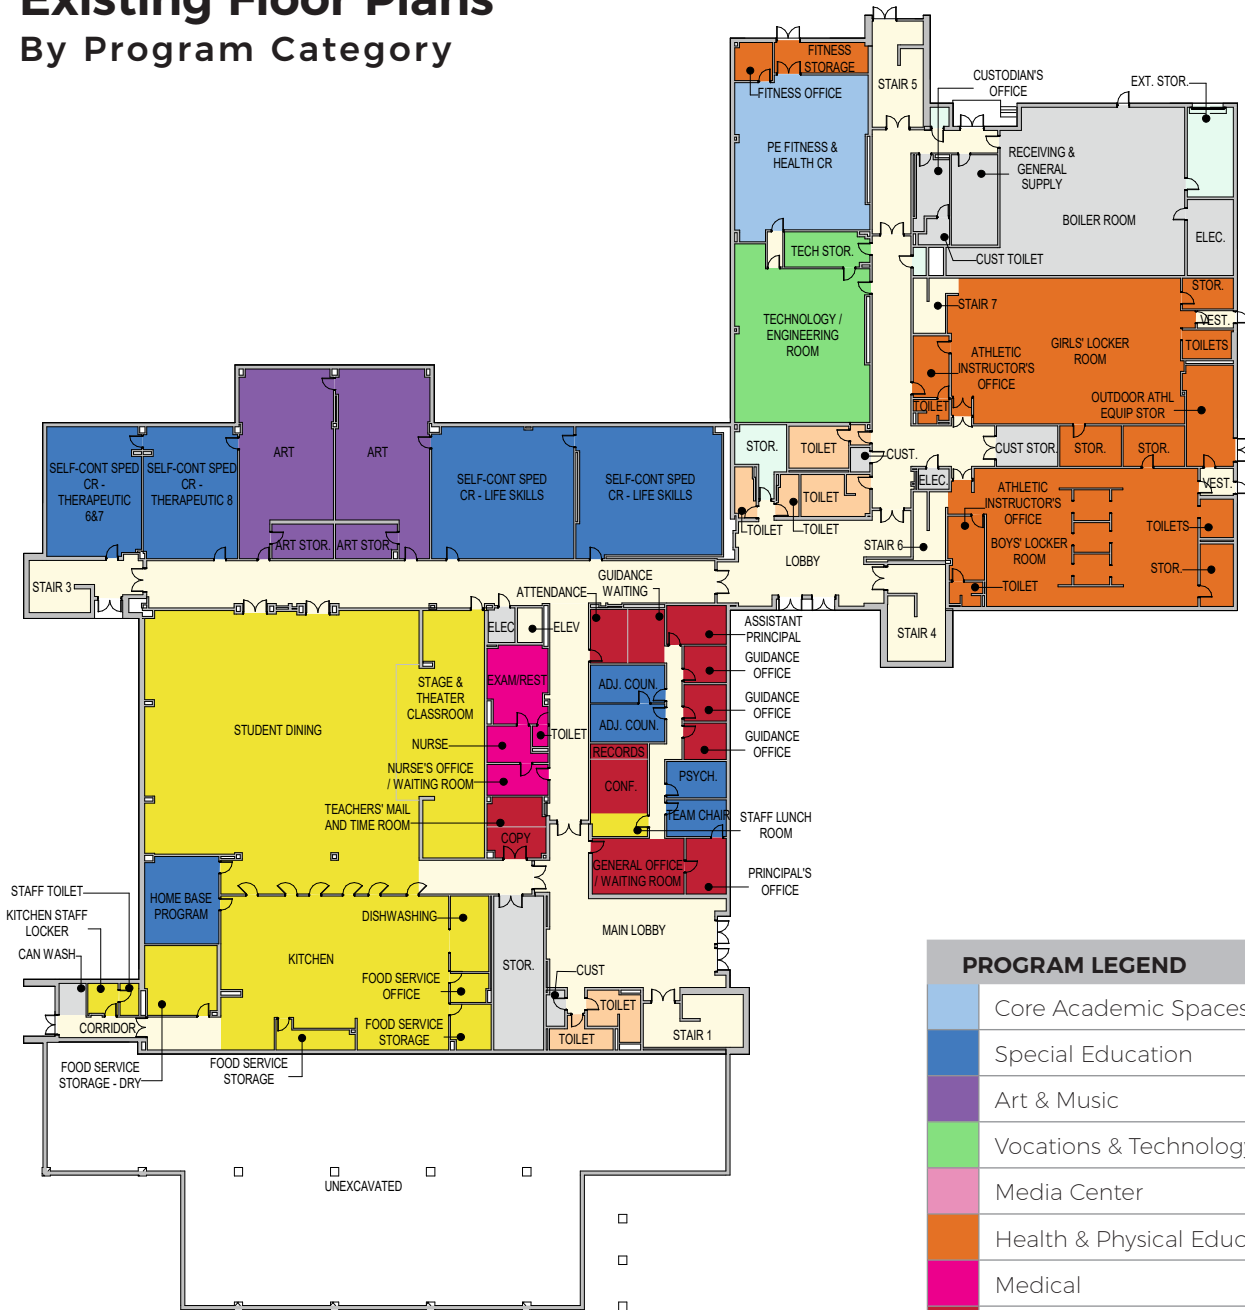 Existing Floor Plans
By Program Category
FITNESS
STORAGE
FITNESS OFFICE
STAIR 5
CUSTODIAN'S
OFFICE
EXT. STOR.
PE FITNESS &
HEALTH CR
RECEIVING &
GENERAL
SUPPLY
BOILER ROOM
ELEC.
TECH STOR.
CUST TOILET
STAIR 7
STOR.
VEST.
TECHNOLOGY /
ENGINEERING
ROOM
ATHLETIC
INSTRUCTOR'S
OFFICE
GIRLS' LOCKER
ROOM
TOILETS
TOILET
OUTDOOR ATHL
EQUIP STOR
SELF-CONT SPED
CR -
THERAPEUTIC
6&7
SELF-CONT SPED
CR -
THERAPEUTIC 8
ART
ART
ART STOR.
ART STOR.
SELF-CONT SPED
CR - LIFE SKILLS
SELF-CONT SPED
CR - LIFE SKILLS
STOR.
TOILET
CUST.
CUST STOR.
STOR.
STOR.
ELEC.
VEST.
TOILET
TOILET
TOILET
ATHLETIC
INSTRUCTOR'S
OFFICE
BOYS' LOCKER
ROOM
TOILETS
STOR.
TOILET
STAIR 6
LOBBY
STAIR 4
STAIR 3
ATTENDANCE
GUIDANCE
WAITING
ELEC
ELEV
ASSISTANT
PRINCIPAL
GUIDANCE
OFFICE
GUIDANCE
OFFICE
GUIDANCE
OFFICE
STAGE &
THEATER
CLASSROOM
EXAM/REST
ADJ. COUN.
ADJ. COUN.
STUDENT DINING
TOILET
NURSE
NURSE'S OFFICE
/ WAITING ROOM
RECORDS
CONF.
PSYCH.
TEAM CHAIR
TEACHERS' MAIL
AND TIME ROOM
COPY
STAFF LUNCH
ROOM
GENERAL OFFICE
/ WAITING ROOM
PRINCIPAL'S
OFFICE
STAFF TOILET
KITCHEN STAFF
LOCKER
CAN WASH
HOME BASE
PROGRAM
DISHWASHING
MAIN LOBBY
KITCHEN
STOR.
CUST
FOOD SERVICE
OFFICE
TOILET
CORRIDOR
FOOD SERVICE
STORAGE
TOILET
STAIR 1
FOOD SERVICE
STORAGE - DRY
FOOD SERVICE
STORAGE
UNEXCAVATED
PROGRAM LEGEND
Core Academic Spaces
Special Education
Art & Music
Vocations & Technology
Media Center
Health & Physical Educ
Medical